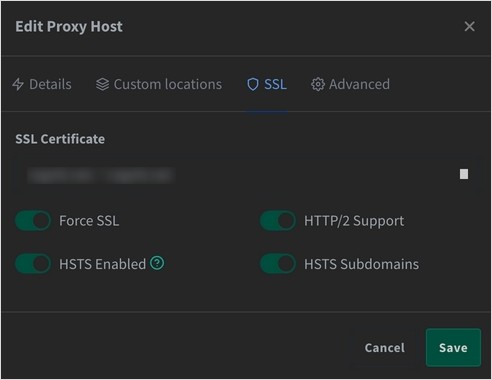 Edit Proxy Host
Details Custom locations SSL Advanced
SSL Certificate
Force SSL HTTP/2 Support
HSTS Enabled HSTS Subdomains
Cancel Save